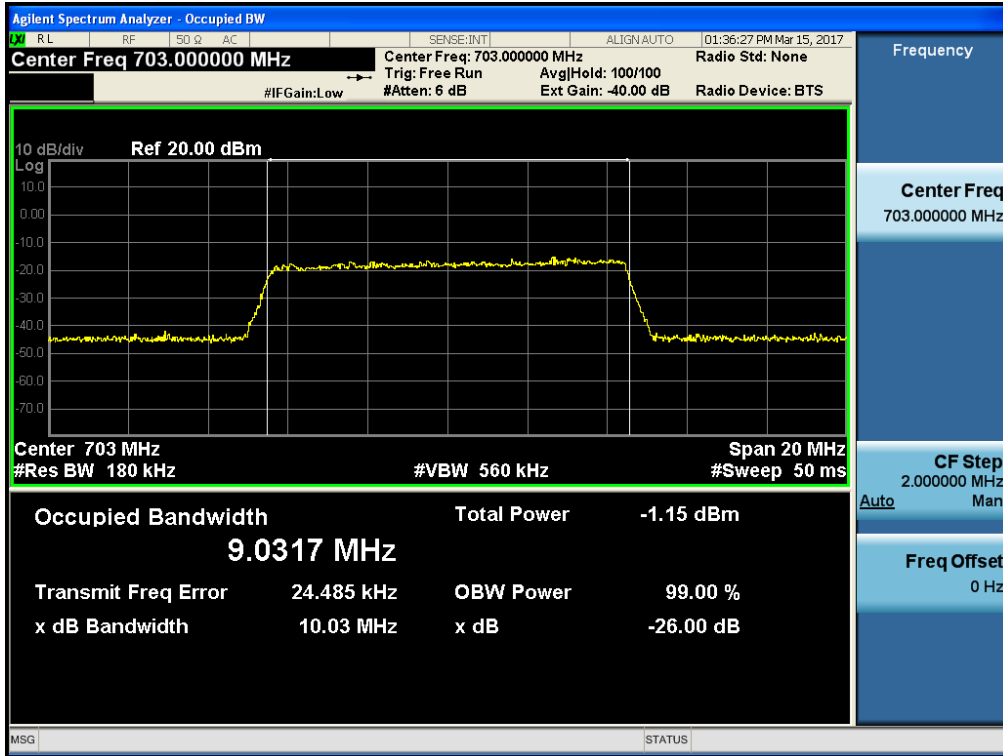 Agilent Spectrum Analyzer - Occupied BW
LXI RL RF 50 Ω AC SENSE:INT ALIGN AUTO 01:36:27 PM Mar 15, 2017
Center Freq 703.000000 MHz
Center Freq: 703.000000 MHz
Radio Std: None
Trig: Free Run Avg|Hold: 100/100
#IFGain:Low #Atten: 6 dB Ext Gain: -40.00 dB Radio Device: BTS
10 dB/div Ref 20.00 dBm
Log
10.0
0.00
-10.0
-20.0
-30.0
-40.0
-50.0
-60.0
-70.0
Center 703 MHz Span 20 MHz
#Res BW 180 kHz #VBW 560 kHz #Sweep 50 ms
Occupied Bandwidth Total Power -1.15 dBm
9.0317 MHz
Transmit Freq Error 24.485 kHz OBW Power 99.00 %
x dB Bandwidth 10.03 MHz x dB -26.00 dB
Frequency
Center Freq
703.000000 MHz
CF Step
2.000000 MHz
Auto Man
Freq Offset
0 Hz
MSG STATUS